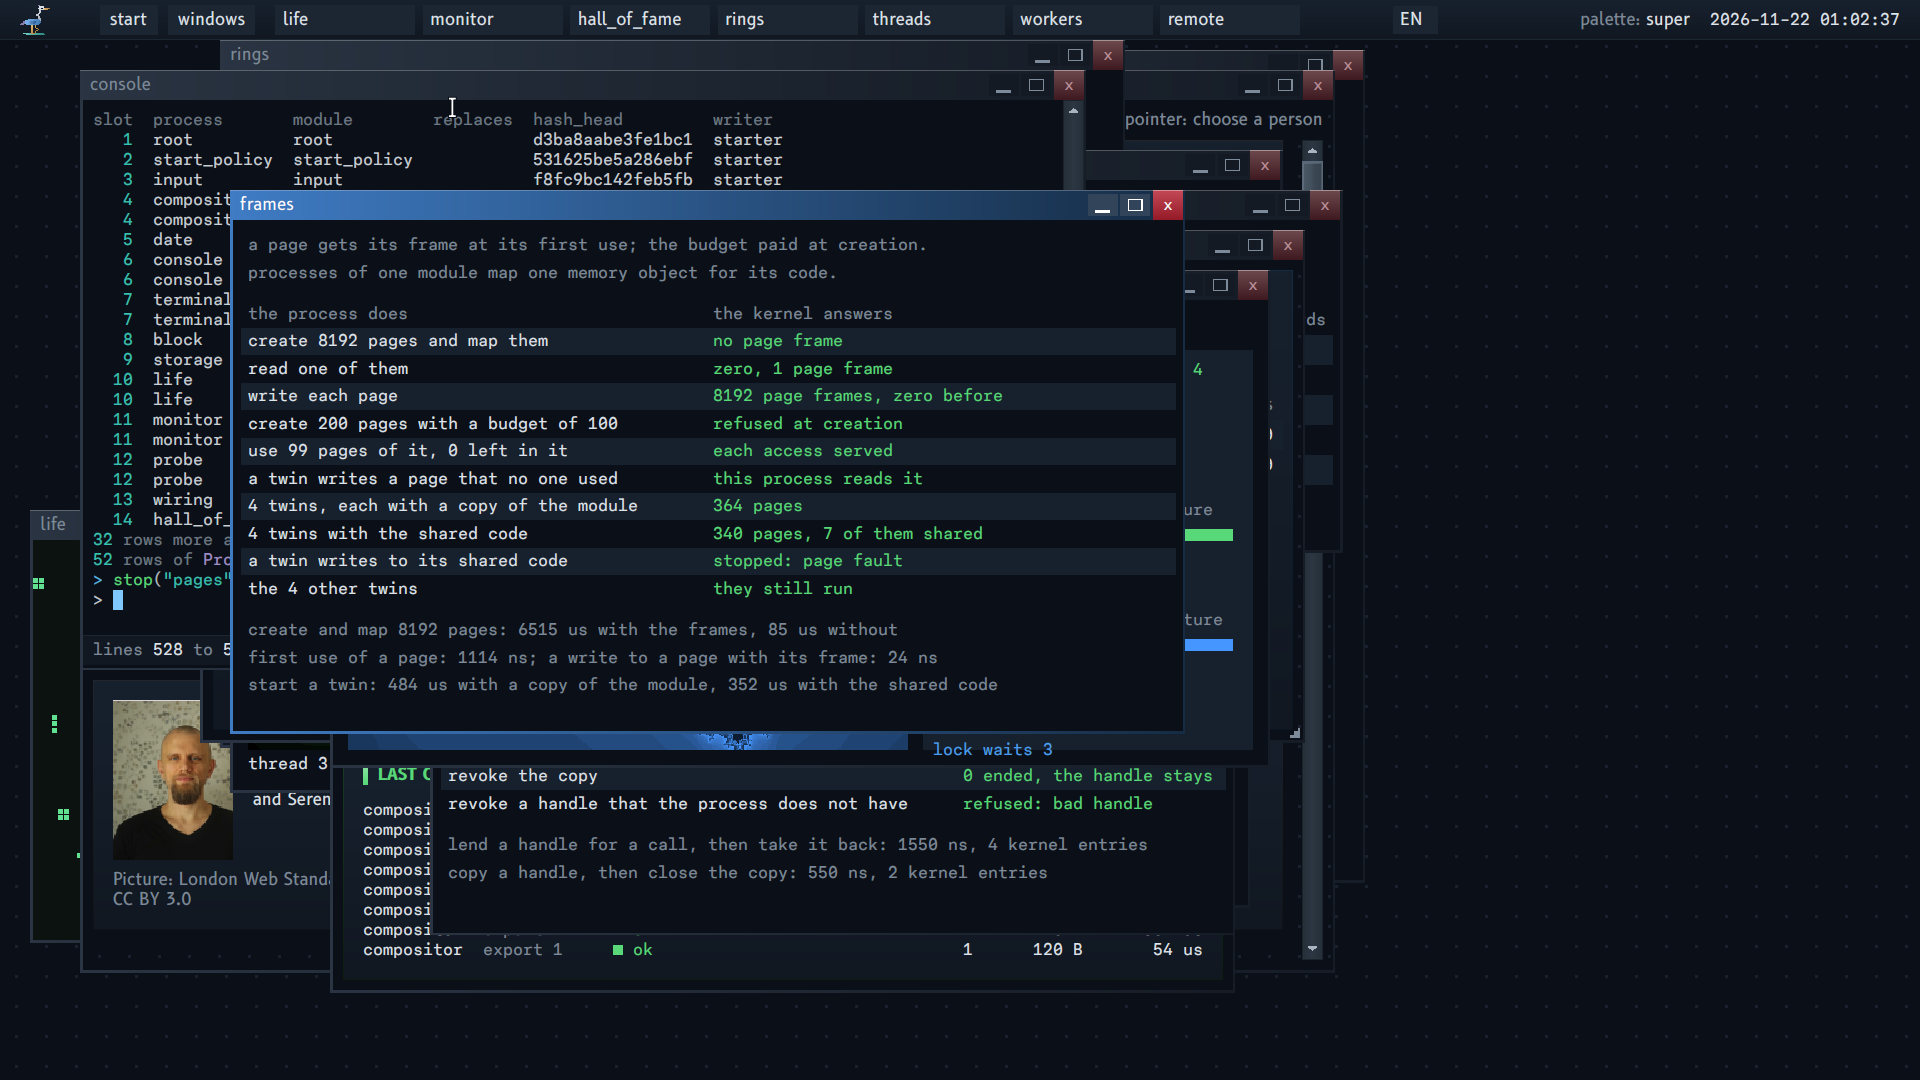 start windows life monitor hall_of_fame rings threads workers remote EN palette: super 2026-11-22 01:02:37
rings
console
slot process module replaces hash_head writer
1 root root d3ba8aabe3fe1bc1 starter
2 start_policy start_policy 531625be5a286ebf starter
3 input input f8fc9bc142feb5fb starter
4 composit
4 composit
5 date
6 console
6 console
7 terminal
7 terminal
8 block
9 storage
10 life
10 life
11 monitor
11 monitor
12 probe
12 probe
13 wiring
14 hall_of_
32 rows more a
52 rows of Pro
> stop("pages"
>
lines 528 to 5
pointer: choose a person
frames
a page gets its frame at its first use; the budget paid at creation.
processes of one module map one memory object for its code.
the process does the kernel answers
create 8192 pages and map them no page frame
read one of them zero, 1 page frame
write each page 8192 page frames, zero before
create 200 pages with a budget of 100 refused at creation
use 99 pages of it, 0 left in it each access served
a twin writes a page that no one used this process reads it
4 twins, each with a copy of the module 364 pages
4 twins with the shared code 340 pages, 7 of them shared
a twin writes to its shared code stopped: page fault
the 4 other twins they still run
create and map 8192 pages: 6515 us with the frames, 85 us without
first use of a page: 1114 ns; a write to a page with its frame: 24 ns
start a twin: 484 us with a copy of the module, 352 us with the shared code
ds
4
ure
ture
life
lock waits 3
thread 3
and Seren
Picture: London Web Standa
CC BY 3.0
LAST C
revoke the copy 0 ended, the handle stays
revoke a handle that the process does not have refused: bad handle
lend a handle for a call, then take it back: 1550 ns, 4 kernel entries
copy a handle, then close the copy: 550 ns, 2 kernel entries
composi
composi
composi
composi
composi
composi
composi
compositor export 1 ok 1 120 B 54 us